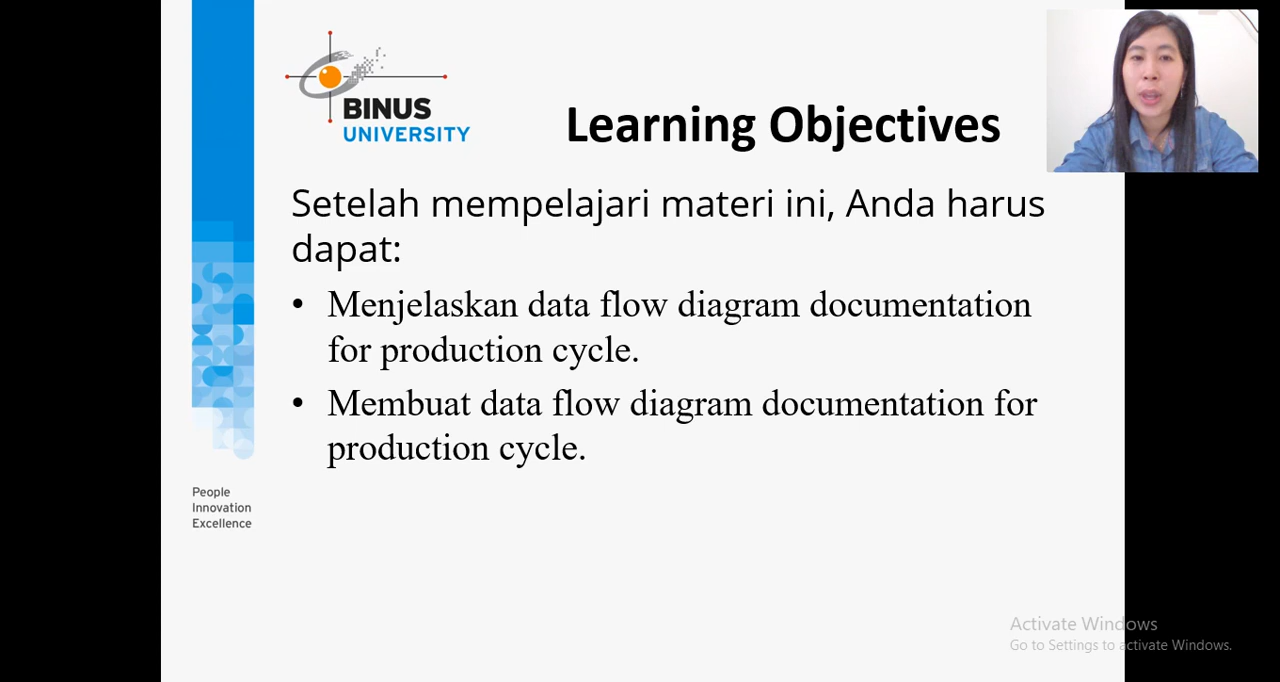 BINUS
UNIVERSITY
Learning Objectives
Setelah mempelajari materi ini, Anda harus
dapat:
• Menjelaskan data flow diagram documentation
for production cycle.
• Membuat data flow diagram documentation for
production cycle.
People
Innovation
Excellence
Activate Windows
Go to Settings to activate Windows.